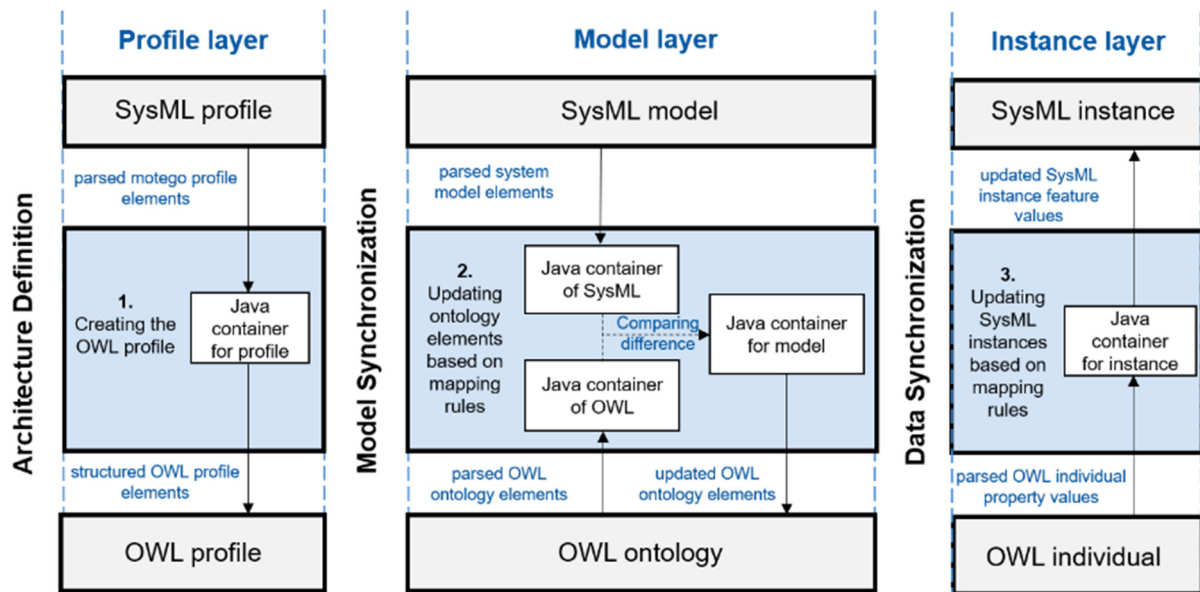 Profile layer
Model layer
Instance layer
SysML profile
SysML model
SysML instance
parsed motego profile
elements
parsed system
model elements
updated SysML
instance feature
values
Architecture Definition
1.
Creating the
OWL profile
Java
container
for profile
Model Synchronization
2.
Updating
ontology
elements
based on
mapping
rules
Java container
of SysML
Comparing
difference
Java container
for model
Java container
of OWL
Data Synchronization
3.
Updating
SysML
instances
based on
mapping
rules
Java
container
for instance
structured OWL profile
elements
parsed OWL
ontology elements
updated OWL
ontology elements
parsed OWL individual
property values
OWL profile
OWL ontology
OWL individual